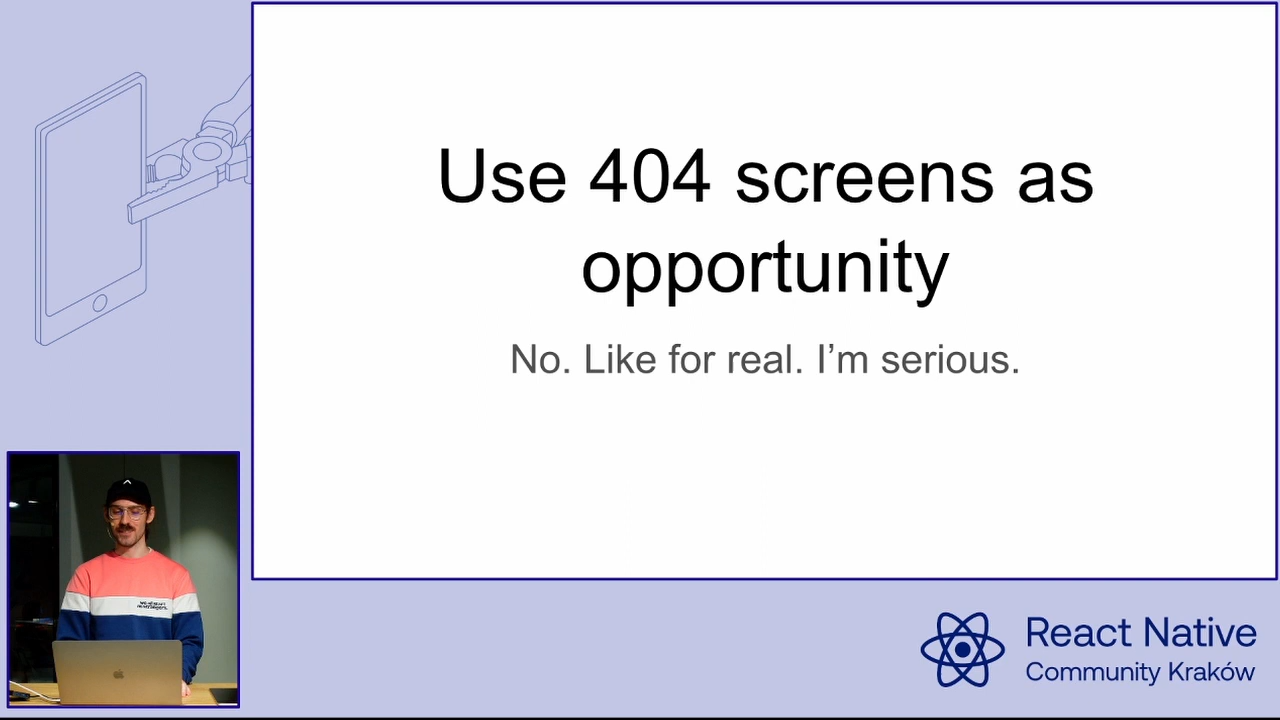 Use 404 screens as
opportunity
No. Like for real. I’m serious.
React Native
Community Kraków